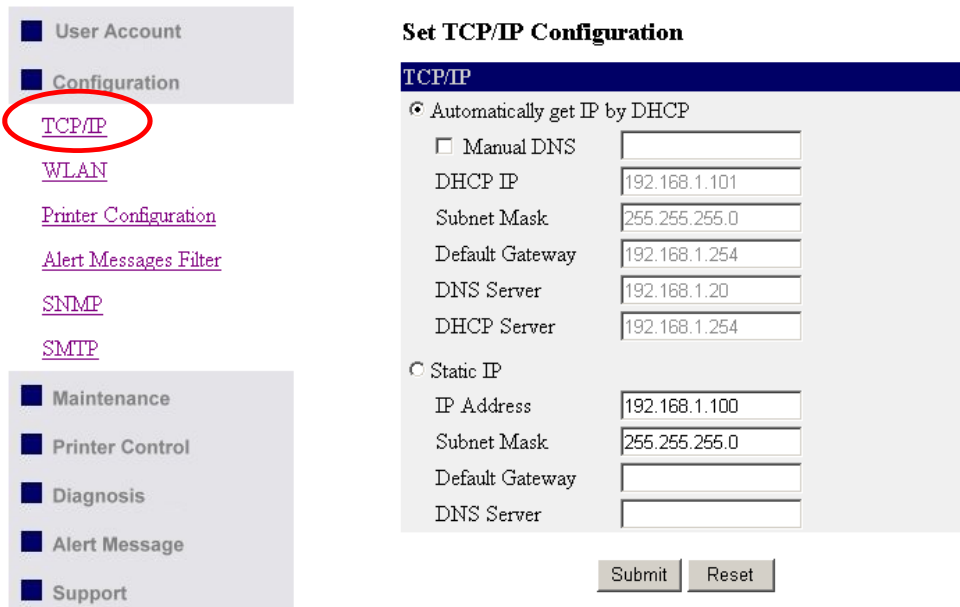 User Account
Configuration
TCP/IP
WLAN
Printer Configuration
Alert Messages Filter
SNMP
SMTP
Maintenance
Printer Control
Diagnosis
Alert Message
Support
Set TCP/IP Configuration
TCP/IP
Automatically get IP by DHCP
Manual DNS
DHCP IP 192.168.1.101
Subnet Mask 255.255.255.0
Default Gateway 192.168.1.254
DNS Server 192.168.1.20
DHCP Server 192.168.1.254
Static IP
IP Address 192.168.1.100
Subnet Mask 255.255.255.0
Default Gateway
DNS Server
Submit Reset